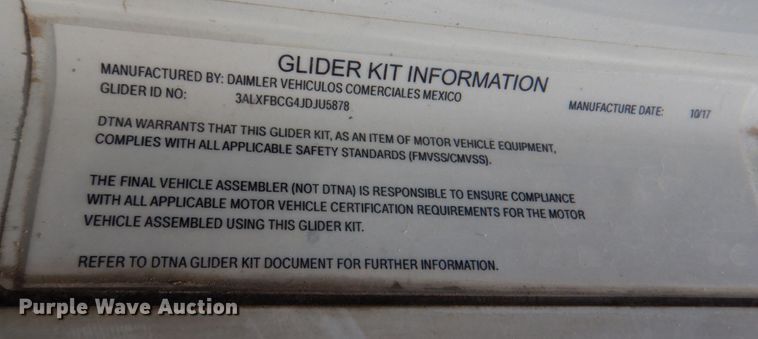 GLIDER KIT INFORMATION
MANUFACTURED BY: DAIMLER VEHICULOS COMERCIALES MEXICO
GLIDER ID NO: 3ALXFBCG4JDJU5878 MANUFACTURE DATE: 10/17
DTNA WARRANTS THAT THIS GLIDER KIT, AS AN ITEM OF MOTOR VEHICLE EQUIPMENT,
COMPLIES WITH ALL APPLICABLE SAFETY STANDARDS (FMVSS/CMVSS).
THE FINAL VEHICLE ASSEMBLER (NOT DTNA) IS RESPONSIBLE TO ENSURE COMPLIANCE
WITH ALL APPLICABLE MOTOR VEHICLE CERTIFICATION REQUIREMENTS FOR THE MOTOR
VEHICLE ASSEMBLED USING THIS GLIDER KIT.
REFER TO DTNA GLIDER KIT DOCUMENT FOR FURTHER INFORMATION.
Purple Wave Auction